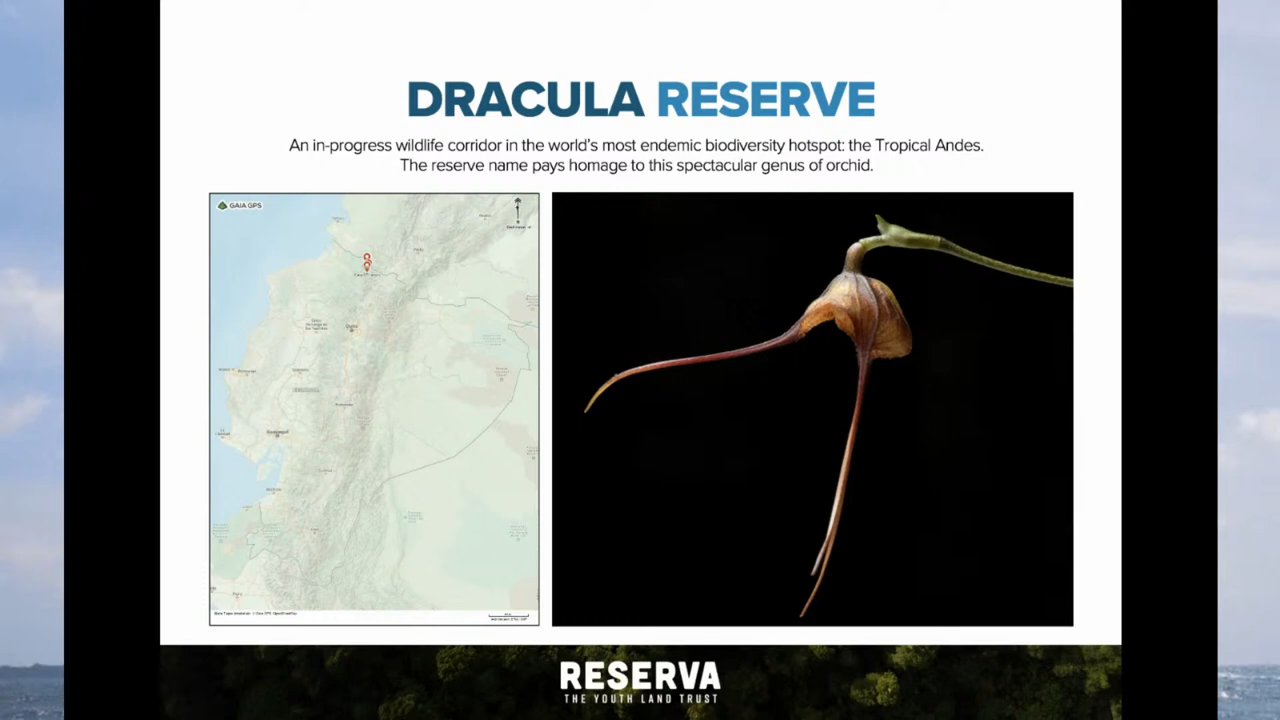 DRACULA RESERVE
An in-progress wildlife corridor in the world's most endemic biodiversity hotspot: the Tropical Andes.
The reserve name pays homage to this spectacular genus of orchid.
GAIA GPS
Quito
Guayaquil
RESERVA
THE YOUTH LAND TRUST